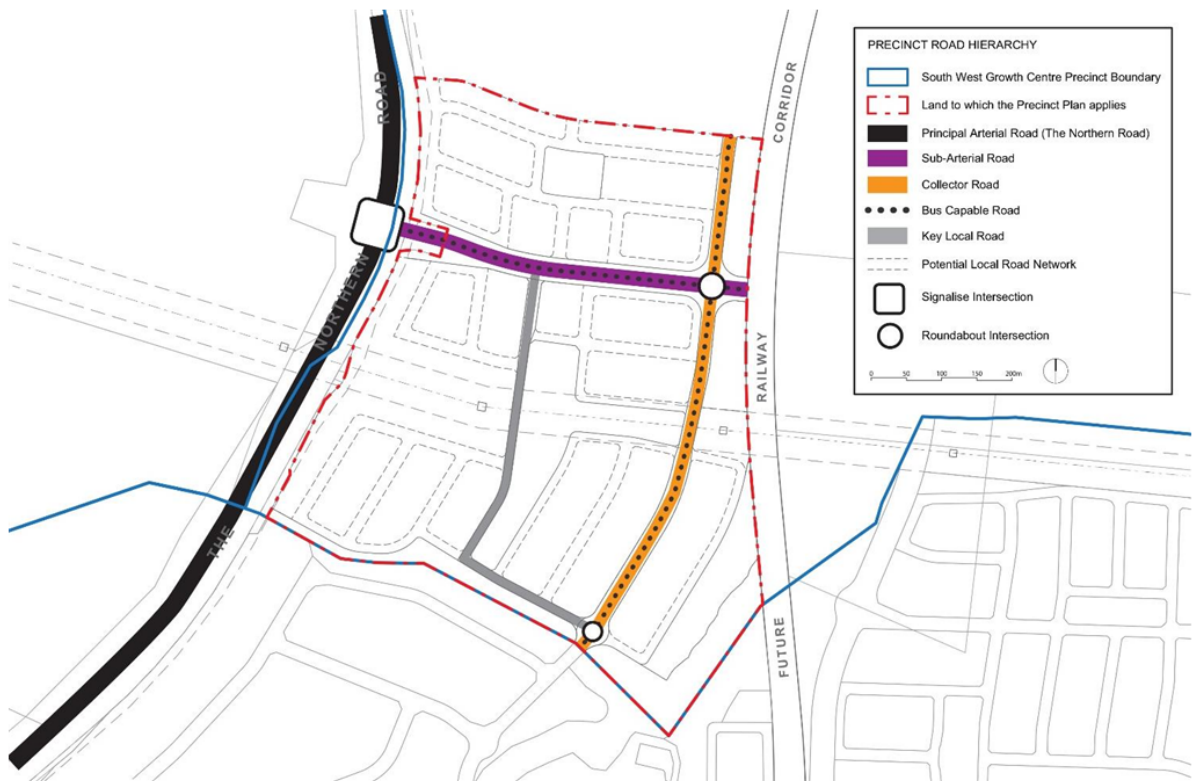 PRECINCT ROAD HIERARCHY
South West Growth Centre Precinct Boundary
Land to which the Precinct Plan applies
Principal Arterial Road (The Northern Road)
Sub-Arterial Road
Collector Road
Bus Capable Road
Key Local Road
Potential Local Road Network
Signalise Intersection
Roundabout Intersection
0 50 100 150 200m
THE NORTHERN ROAD
FUTURE RAILWAY CORRIDOR